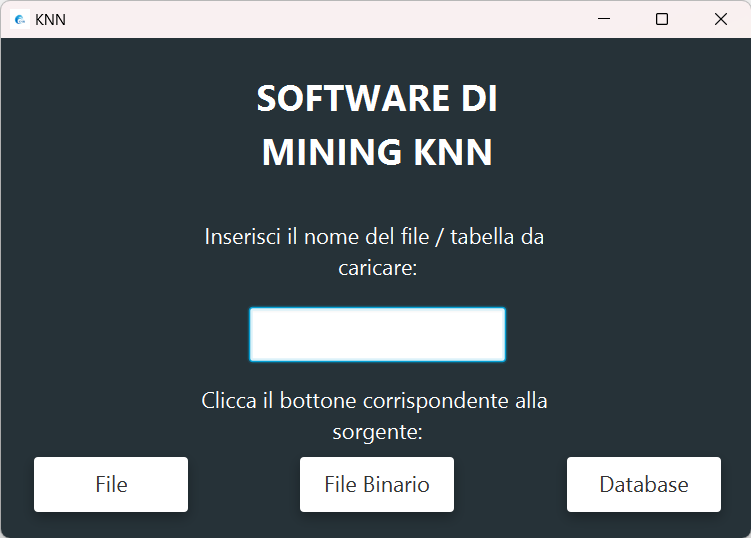 KNN
SOFTWARE DI
MINING KNN
Inserisci il nome del file / tabella da
caricare:
Clicca il bottone corrispondente alla
sorgente:
File
File Binario
Database